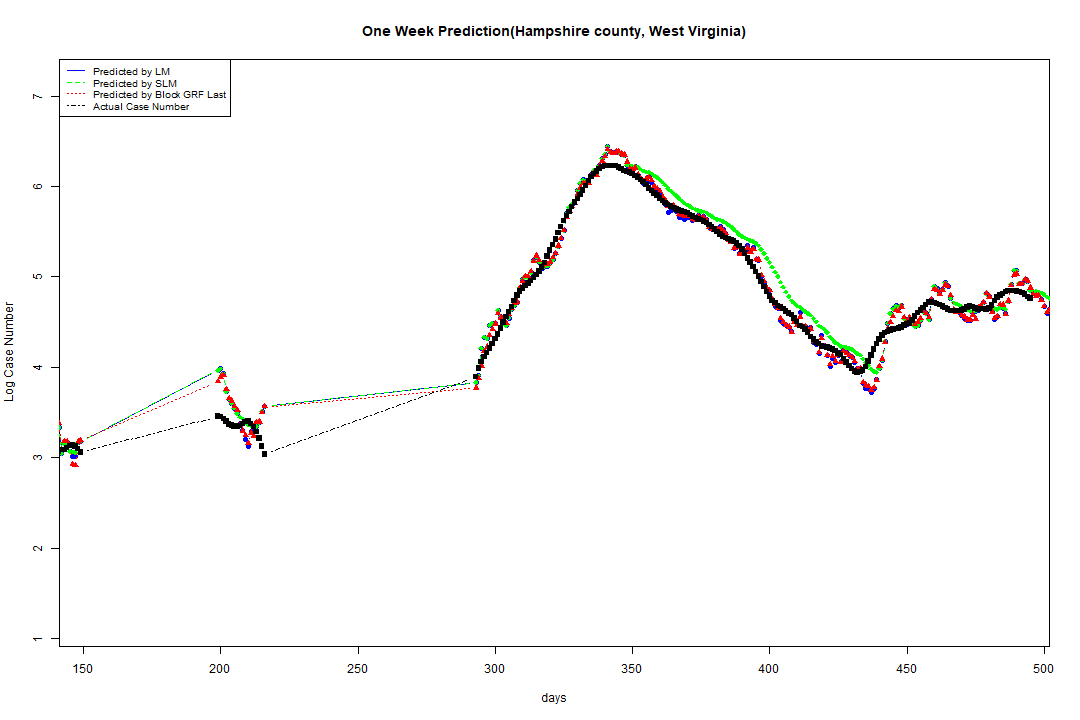 One Week Prediction(Hampshire county, West Virginia)
Predicted by LM
Predicted by SLM
Predicted by Block GRF Last
Actual Case Number
7
6
5
4
3
2
1
Log Case Number
150 200 250 300 350 400 450 500
days